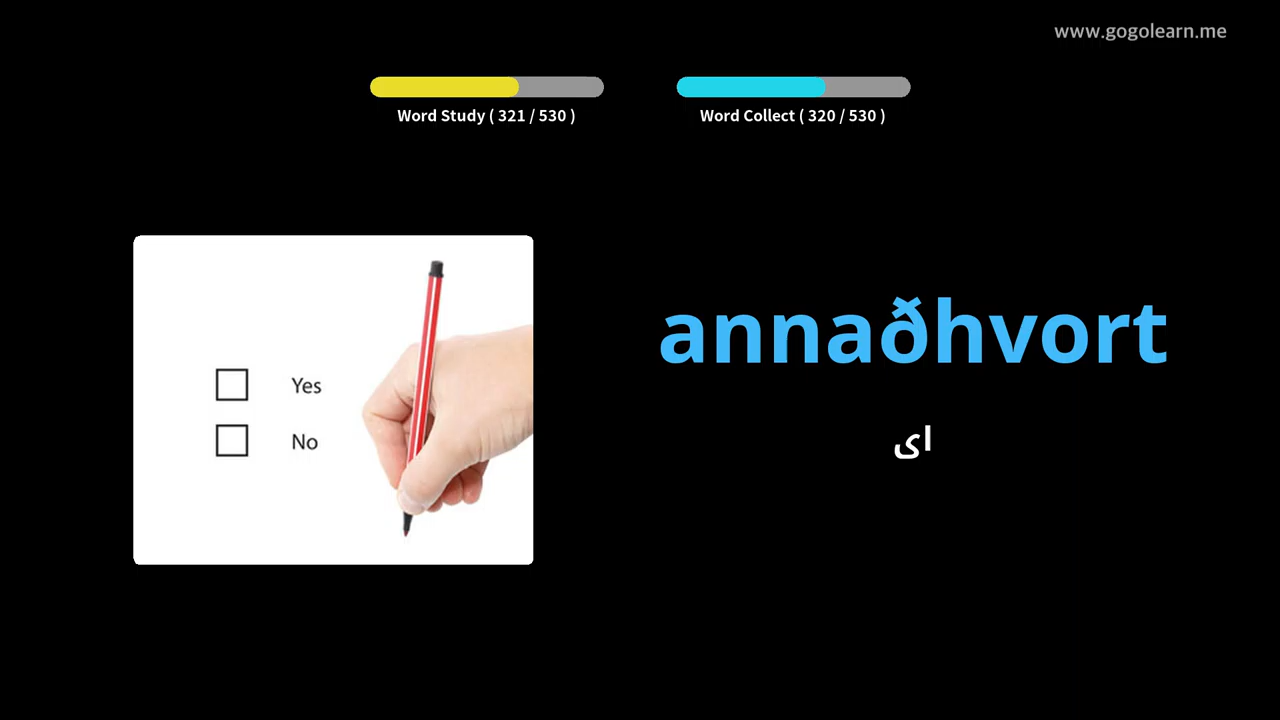 www.gogolearn.me
Word Study ( 321 / 530 )
Word Collect ( 320 / 530 )
Yes
No
annaðhvort
ای